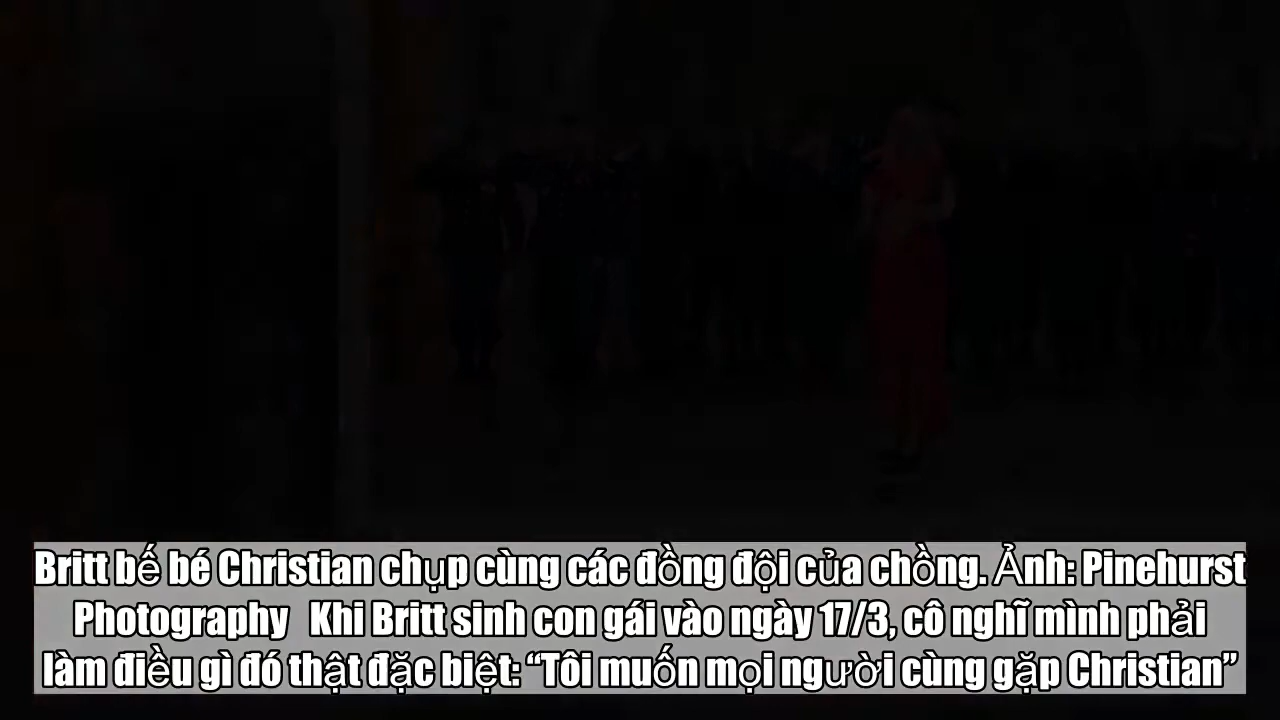 Britt bế bé Christian chụp cùng các đồng đội của chồng. Ảnh: Pinehurst
Photography   Khi Britt sinh con gái vào ngày 17/3, cô nghĩ mình phải
làm điều gì đó thật đặc biệt: “Tôi muốn mọi người cùng gặp Christian”